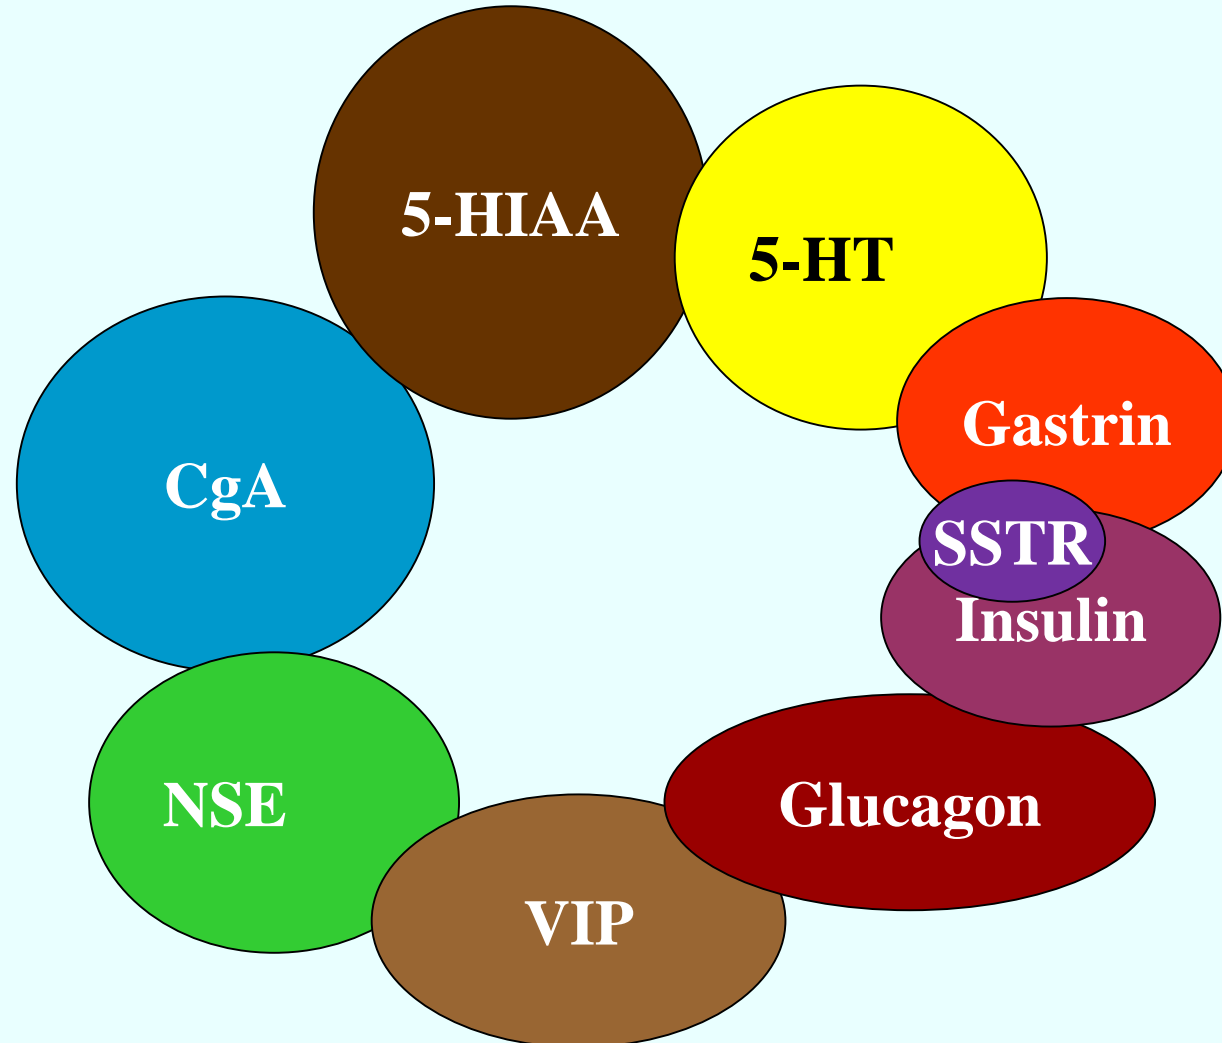 5-HIAA
5-HT
Gastrin
CgA
SSTR
Insulin
NSE
Glucagon
VIP